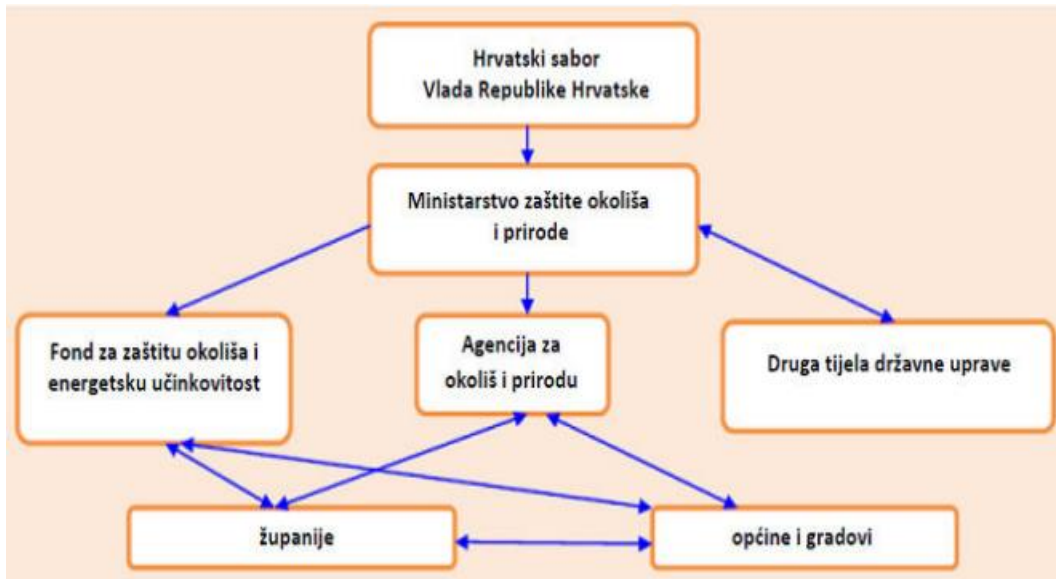 Hrvatski sabor
Vlada Republike Hrvatske
Ministarstvo zaštite okoliša
i prirode
Fond za zaštitu okoliša i
energetsku učinkovitost
Agencija za
okoliš i prirodu
Druga tijela državne uprave
županije
općine i gradovi